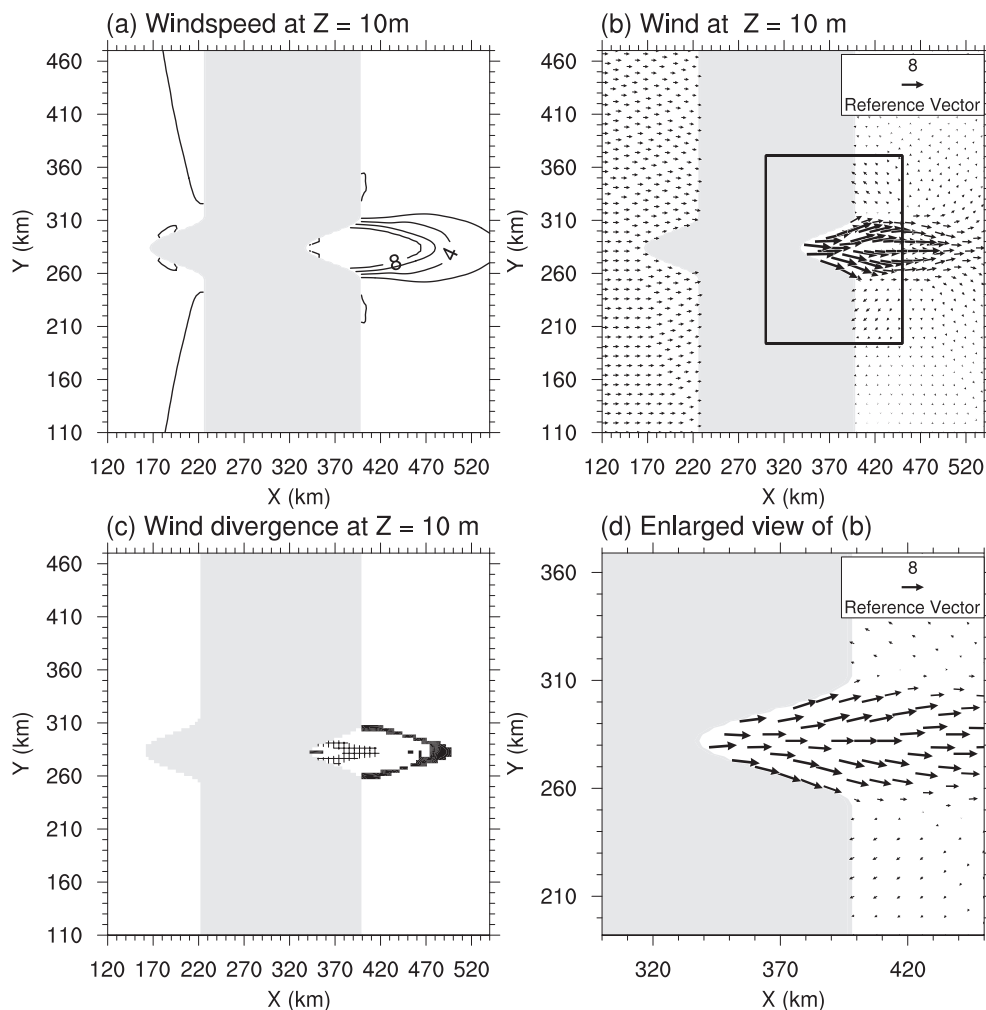 (a) Windspeed at Z = 10m
460
410
360
310
260
210
160
110
Y (km)
8
4
120 170 220 270 320 370 420 470 520
X (km)
(b) Wind at Z = 10 m
8
Reference Vector
460
410
360
310
260
210
160
110
Y (km)
120 170 220 270 320 370 420 470 520
X (km)
(c) Wind divergence at Z = 10 m
460
410
360
310
260
210
160
110
Y (km)
120 170 220 270 320 370 420 470 520
X (km)
(d) Enlarged view of (b)
8
Reference Vector
360
310
260
210
Y (km)
320 370 420
X (km)